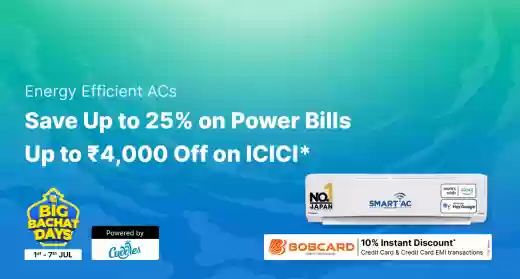 Energy Efficient ACs
Save Up to 25% on Power Bills
Up to ₹4,000 Off on ICICI*
BIG
BACHAT
DAYS
1st - 7th JUL
Powered by
Cuddles
NO.1
JAPAN
SMART AC
BOBCARD
10% Instant Discount*
Credit Card & Credit Card EMI transactions